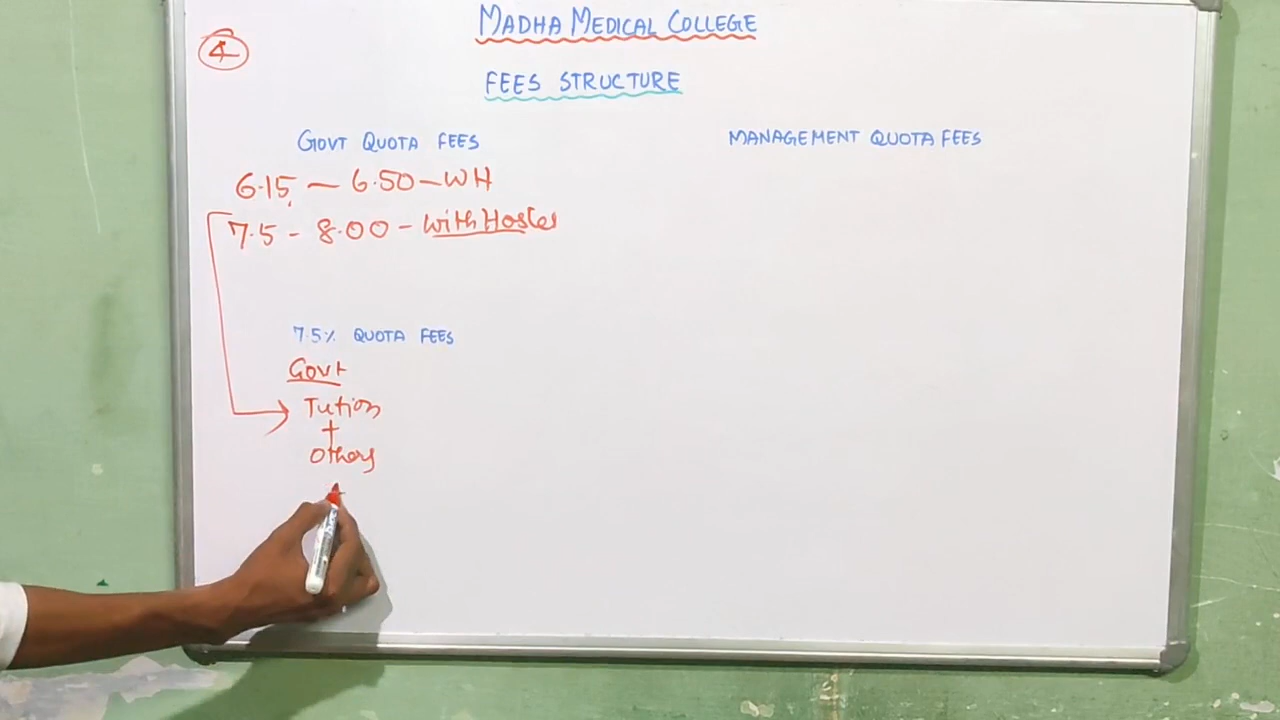 4
MADHA MEDICAL COLLEGE
FEES STRUCTURE
GOVT QUOTA FEES
6.15 – 6.50 – WH
7.5 – 8.00 – With Hostel
7.5% QUOTA FEES
Govt
Tution
+
Others
+
MANAGEMENT QUOTA FEES